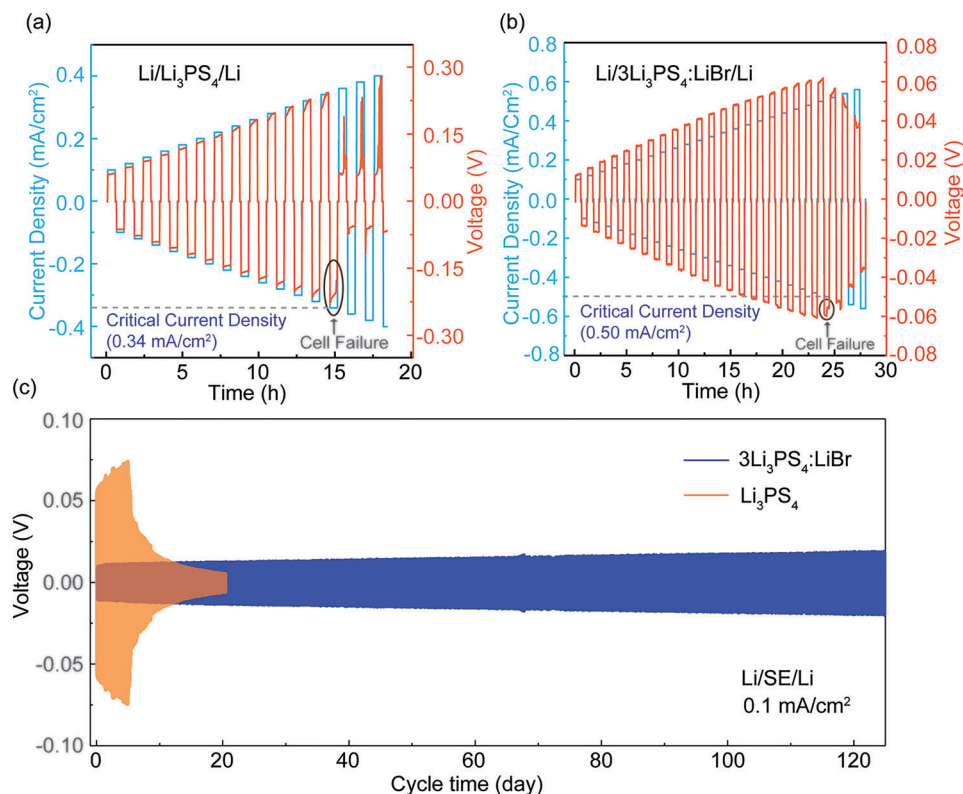 (a)
Li/Li₃PS₄/Li
Current Density (mA/cm²)
0.4
0.2
0.0
-0.2
-0.4
0.30
0.15
0.00
-0.15
-0.30
Voltage (V)
Critical Current Density
(0.34 mA/cm²)
Cell Failure
0
5
10
15
20
Time (h)
(b)
Li/3Li₃PS₄:LiBr/Li
Current Density (mA/Cm²)
0.8
0.6
0.4
0.2
0.0
-0.2
-0.4
-0.6
-0.8
0.08
0.06
0.04
0.02
0.00
-0.02
-0.04
-0.06
-0.08
Voltage (V)
Critical Current Density
(0.50 mA/cm²)
Cell Failure
0
5
10
15
20
25
30
Time (h)
(c)
Voltage (V)
0.10
0.05
0.00
-0.05
-0.10
3Li₃PS₄:LiBr
Li₃PS₄
Li/SE/Li
0.1 mA/cm²
0
20
40
60
80
100
120
Cycle time (day)